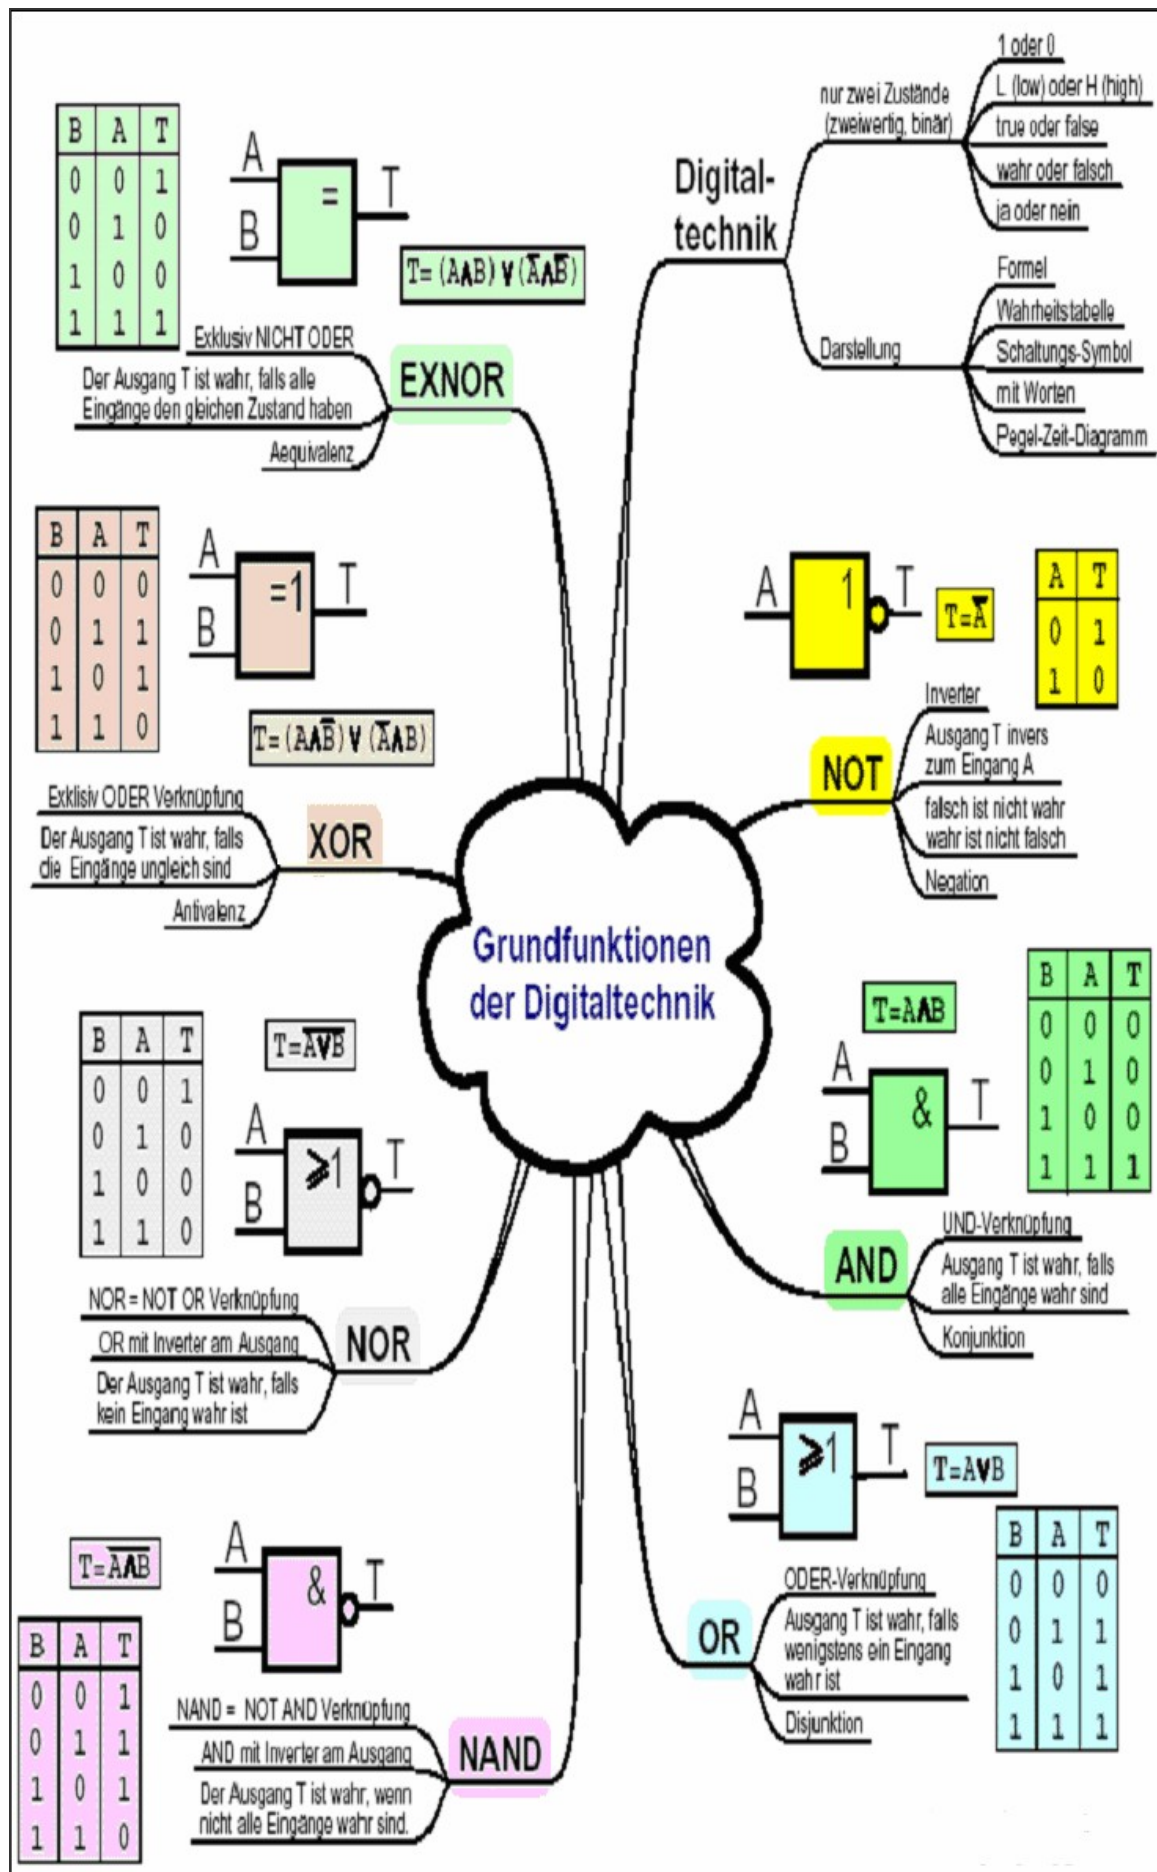 Grundfunktionen
der Digitaltechnik
Digital-
technik
nur zwei Zustände
(zweiwertig, binär)
1 oder 0
L (low) oder H (high)
true oder false
wahr oder falsch
ja oder nein
Darstellung
Formel
Wahrheitstabelle
Schaltungs-Symbol
mit Worten
Pegel-Zeit-Diagramm
B A T
0 0 1
0 1 0
1 0 0
1 1 1
A
B
=
T
T=(A∧B)∨(A̅∧B̅)
EXNOR
Exklusiv NICHT ODER
Der Ausgang T ist wahr, falls alle
Eingänge den gleichen Zustand haben
Aequivalenz
B A T
0 0 0
0 1 1
1 0 1
1 1 0
A
B
=1
T
T=(A∧B̅)∨(A̅∧B)
XOR
Exklisiv ODER Verknüpfung
Der Ausgang T ist wahr, falls
die Eingänge ungleich sind
Antivalenz
A
1
T
T=A̅
A T
0 1
1 0
NOT
Inverter
Ausgang T invers
zum Eingang A
falsch ist nicht wahr
wahr ist nicht falsch
Negation
T=A∧B
B A T
0 0 0
0 1 0
1 0 0
1 1 1
A
B
&
T
AND
UND-Verknüpfung
Ausgang T ist wahr, falls
alle Eingänge wahr sind
Konjunktion
B A T
0 0 1
0 1 0
1 0 0
1 1 0
T=A̅∨̅B̅
A
B
≥1
T
NOR
NOR = NOT OR Verknüpfung
OR mit Inverter am Ausgang
Der Ausgang T ist wahr, falls
kein Eingang wahr ist
A
B
≥1
T
T=A∨B
B A T
0 0 0
0 1 1
1 0 1
1 1 1
OR
ODER-Verknüpfung
Ausgang T ist wahr, falls
wenigstens ein Eingang
wahr ist
Disjunktion
T=A̅∧̅B̅
A
B
&
T
B A T
0 0 1
0 1 1
1 0 1
1 1 0
NAND
NAND = NOT AND Verknüpfung
AND mit Inverter am Ausgang
Der Ausgang T ist wahr, wenn
nicht alle Eingänge wahr sind.